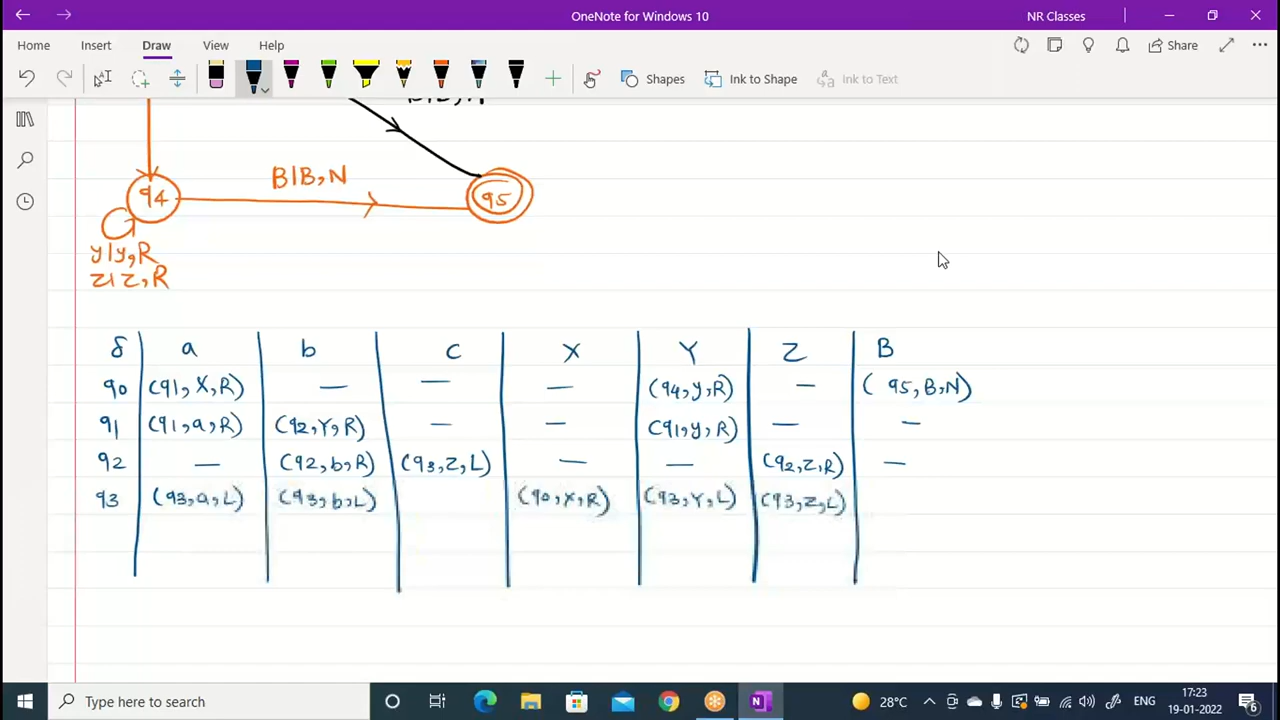 OneNote for Windows 10
NR Classes
Home Insert Draw View Help
Share
Shapes
Ink to Shape
Ink to Text
q4
B|B, N
q5
y|y, R
z|z, R
δ a b c X Y Z B
q0 (q1, X, R) — — — (q4, y, R) — (q5, B, N)
q1 (q1, a, R) (q2, Y, R) — — (q1, y, R) — —
q2 — (q2, b, R) (q3, Z, L) — — (q2, Z, R) —
q3 (q3, a, L) (q3, b, L) (q0, X, R) (q3, Y, L) (q3, Z, L)
Type here to search
28°C
ENG
17:23
19-01-2022
6